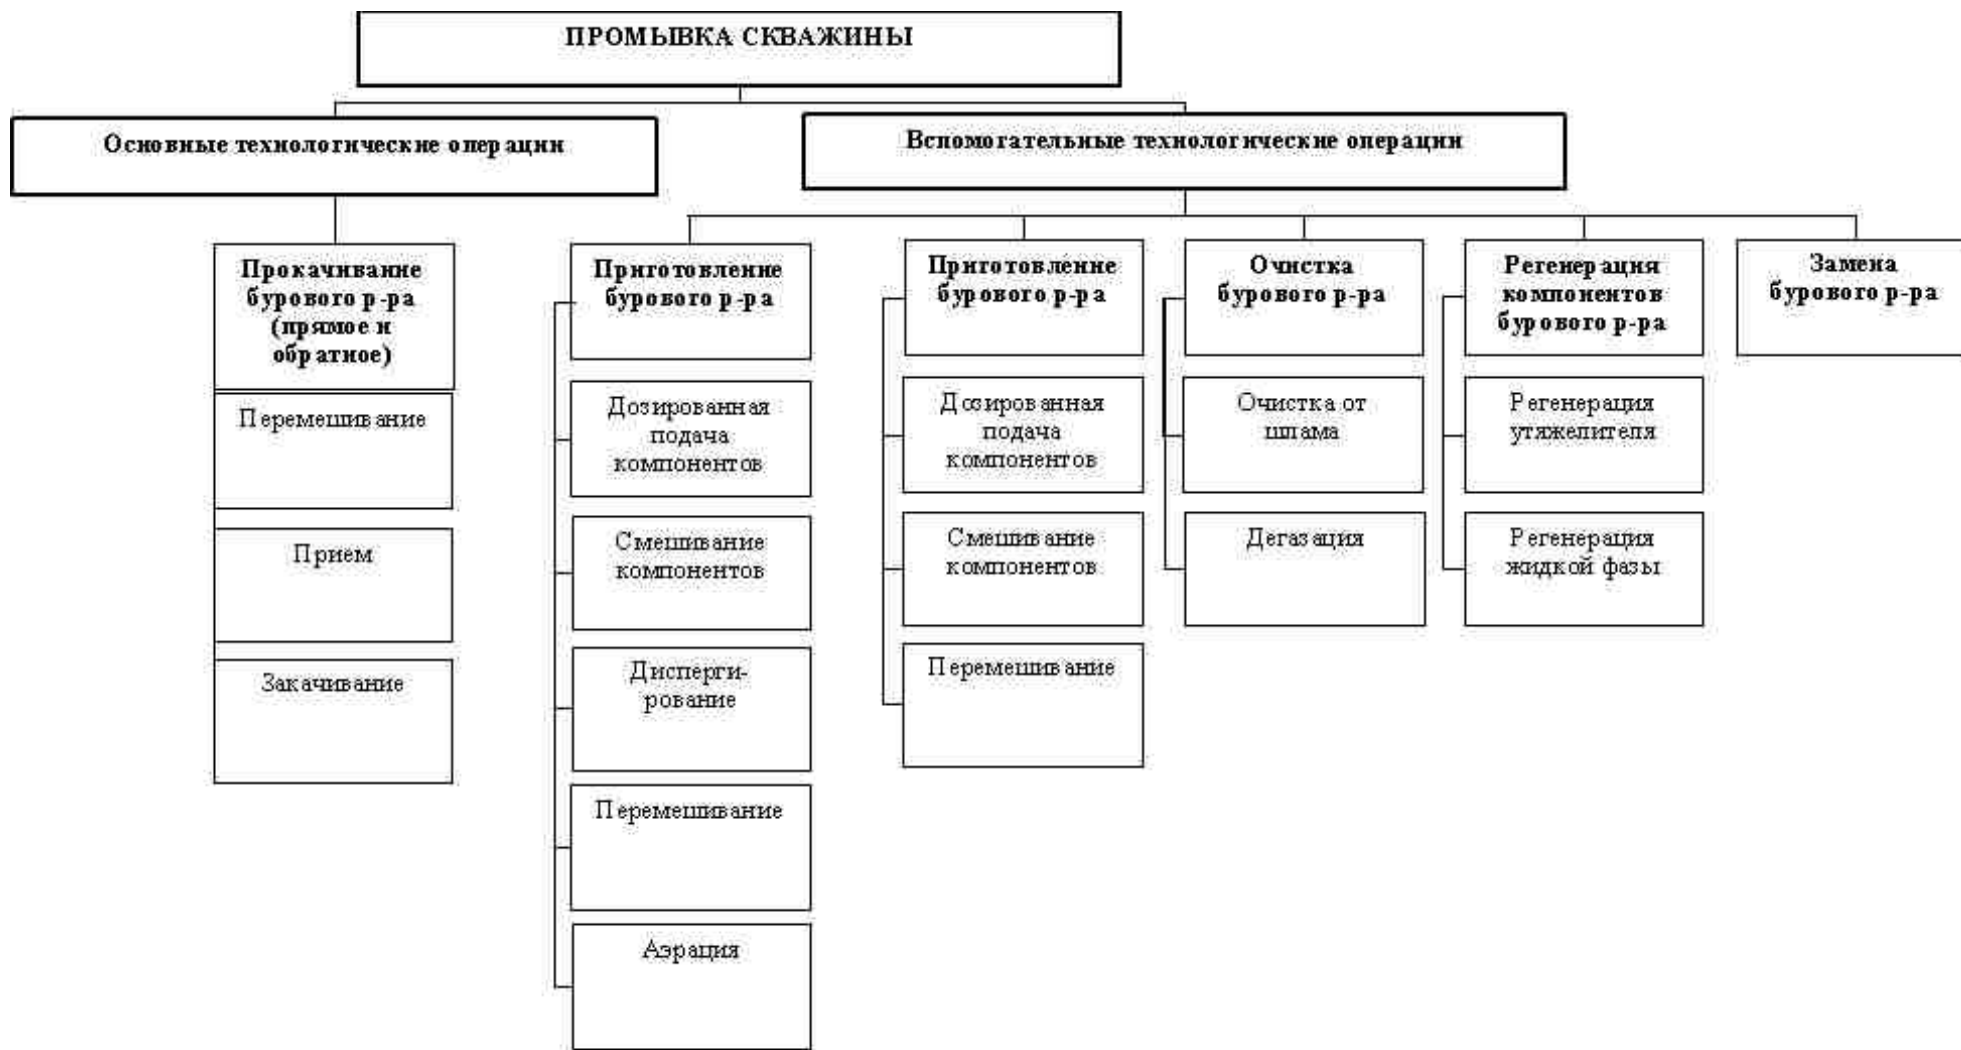 ПРОМЫВКА СКВАЖИНЫ
Основные технологические операции
Вспомогательные технологические операции
Прокачивание
бурового р-ра
(прямое и
обратное)
Перемешивание
Прием
Закачивание
Приготовление
бурового р-ра
Дозированная
подача
компонентов
Смешивание
компонентов
Дисперги-
рование
Перемешивание
Аэрация
Приготовление
бурового р-ра
Дозированная
подача
компонентов
Смешивание
компонентов
Перемешивание
Очистка
бурового р-ра
Очистка от
шлама
Дегазация
Регенерация
компонентов
бурового р-ра
Регенерация
утяжелителя
Регенерация
жидкой фазы
Замена
бурового р-ра